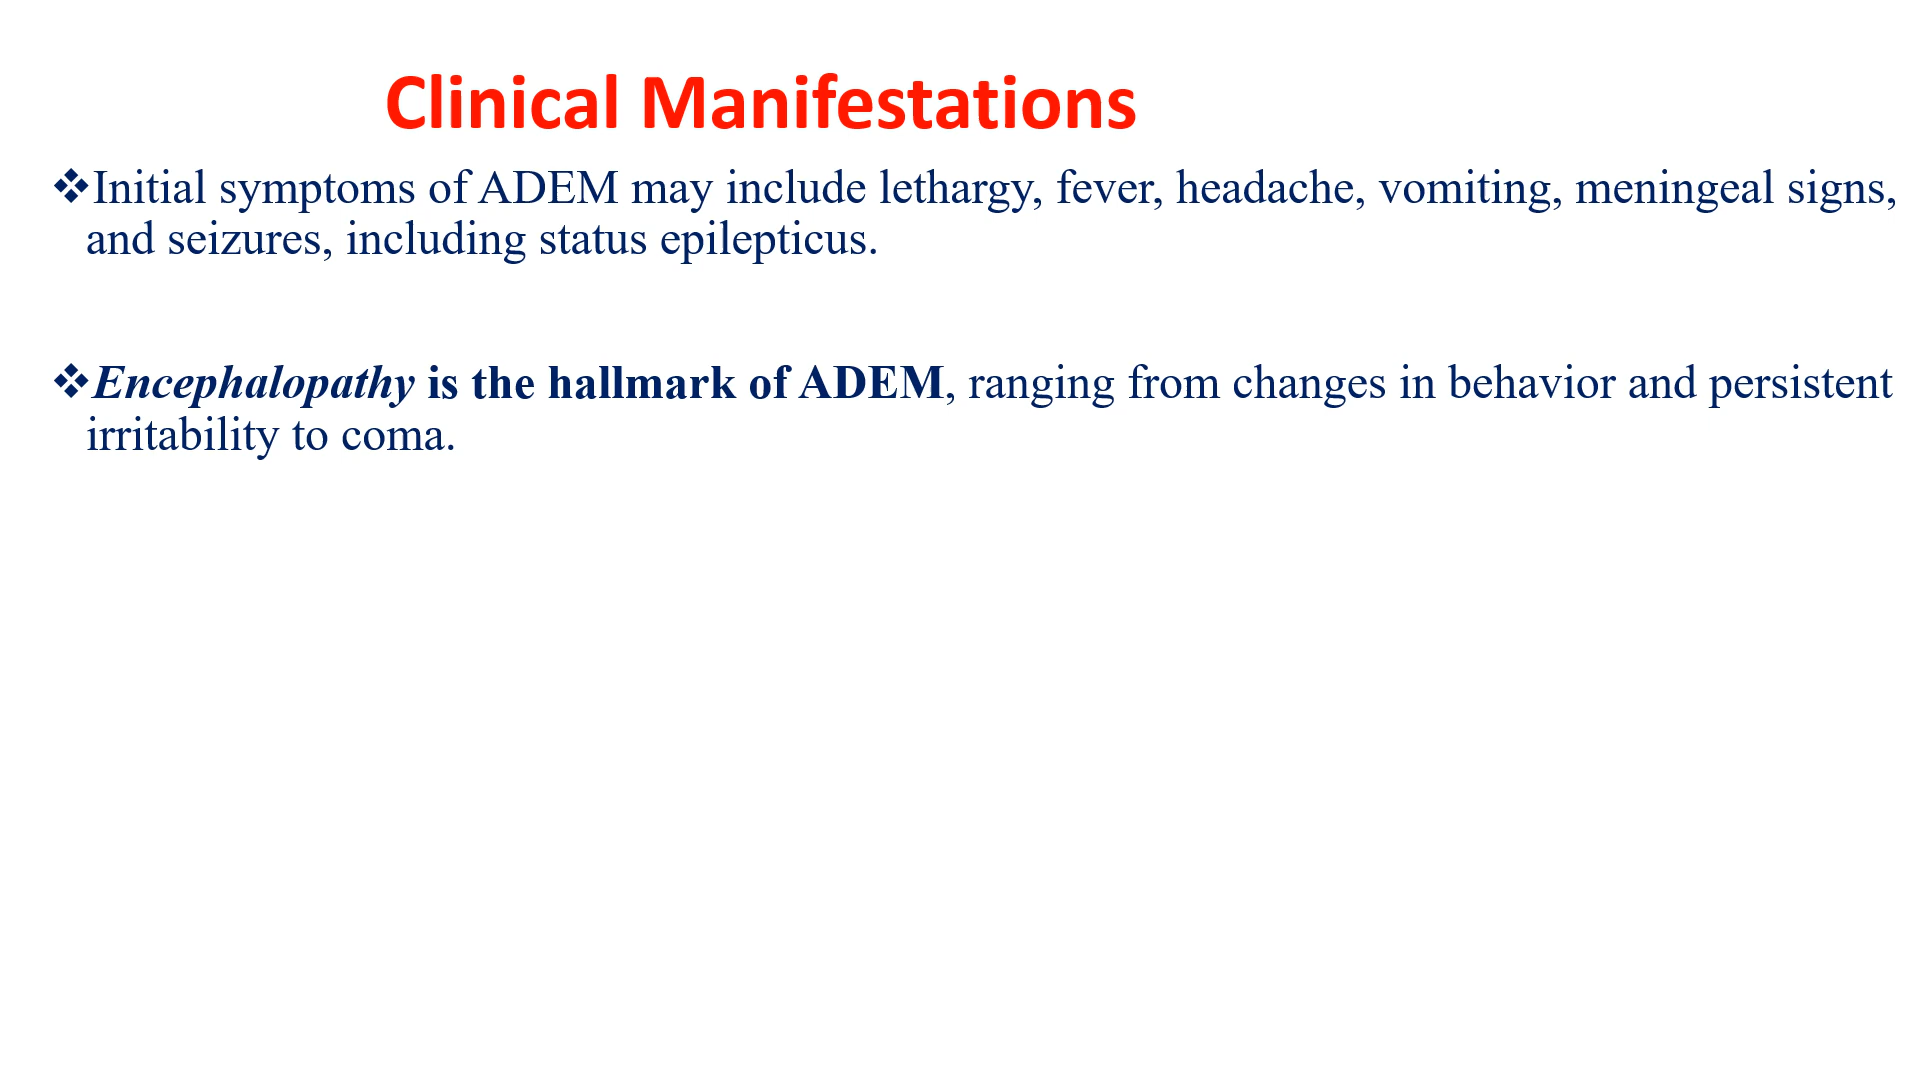 Clinical Manifestations
❖Initial symptoms of ADEM may include lethargy, fever, headache, vomiting, meningeal signs,
and seizures, including status epilepticus.
❖Encephalopathy is the hallmark of ADEM, ranging from changes in behavior and persistent
irritability to coma.